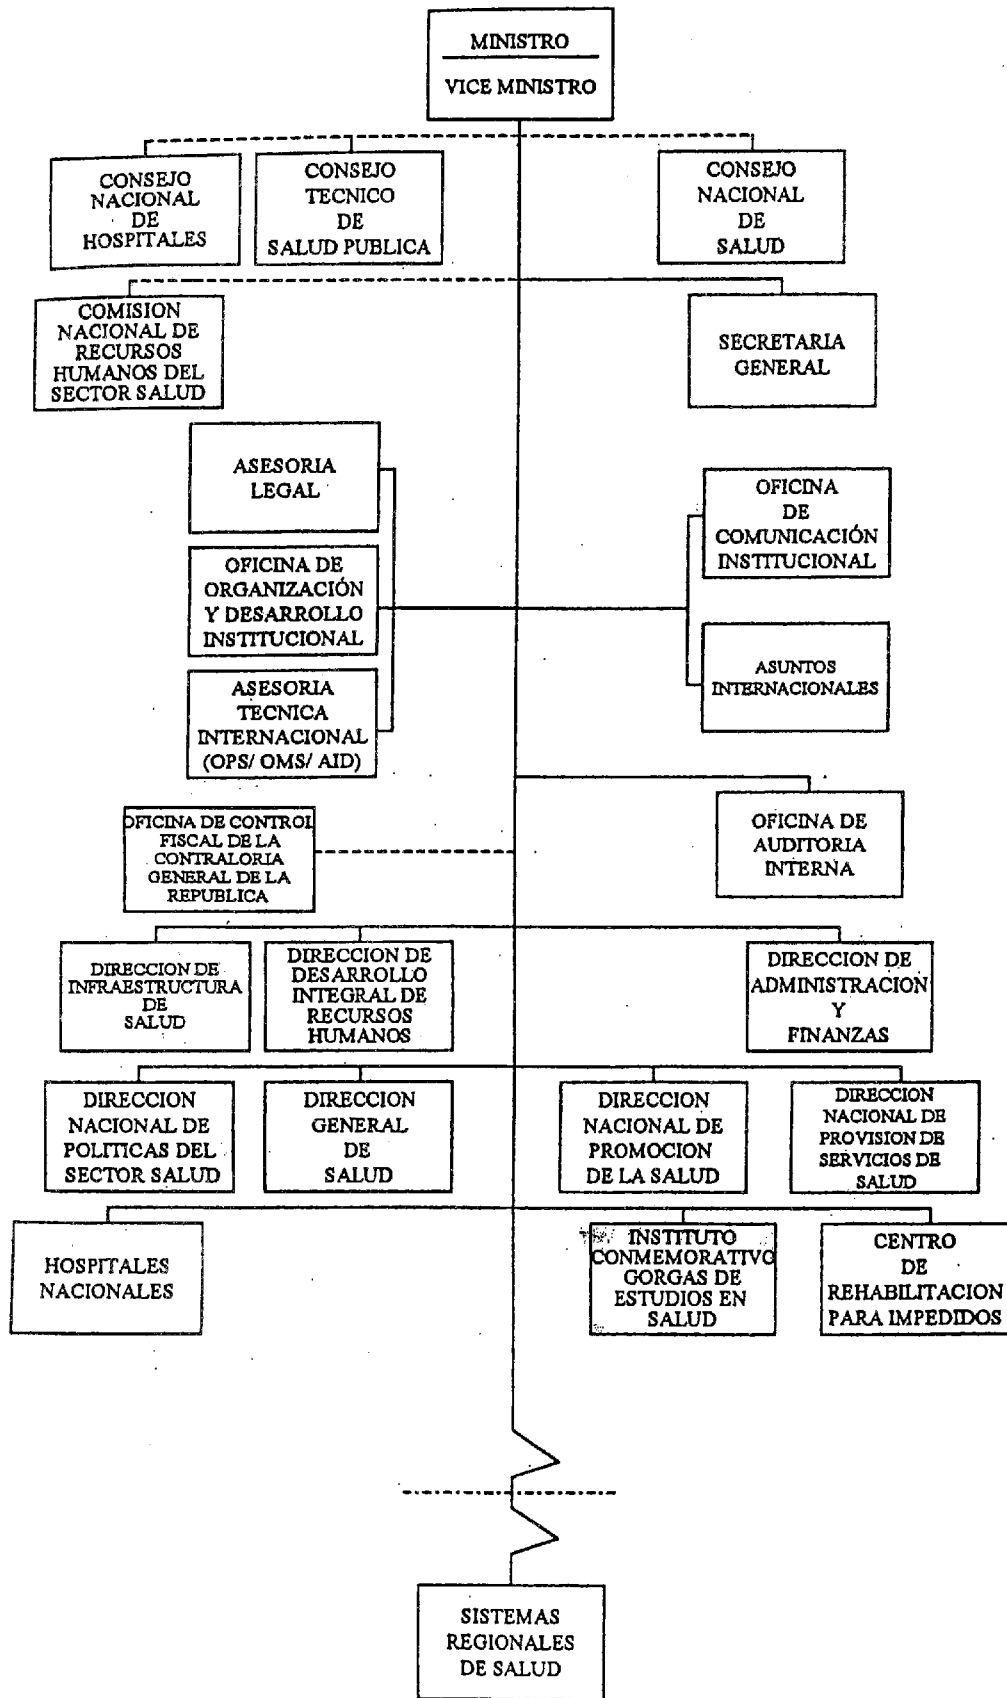 MINISTRO
VICE MINISTRO
CONSEJO
NACIONAL
DE
HOSPITALES
CONSEJO
TECNICO
DE
SALUD PUBLICA
CONSEJO
NACIONAL
DE
SALUD
COMISION
NACIONAL DE
RECURSOS
HUMANOS DEL
SECTOR SALUD
SECRETARIA
GENERAL
ASESORIA
LEGAL
OFICINA
DE
COMUNICACIÓN
INSTITUCIONAL
OFICINA DE
ORGANIZACIÓN
Y DESARROLLO
INSTITUCIONAL
ASUNTOS
INTERNACIONALES
ASESORIA
TECNICA
INTERNACIONAL
(OPS/ OMS/ AID)
OFICINA DE CONTROL
FISCAL DE LA
CONTRALORIA
GENERAL DE LA
REPUBLICA
OFICINA DE
AUDITORIA
INTERNA
DIRECCION DE
INFRAESTRUCTURA
DE
SALUD
DIRECCION DE
DESARROLLO
INTEGRAL DE
RECURSOS
HUMANOS
DIRECCION DE
ADMINISTRACION
Y
FINANZAS
DIRECCION
NACIONAL DE
POLITICAS DEL
SECTOR SALUD
DIRECCION
GENERAL
DE
SALUD
DIRECCION
NACIONAL DE
PROMOCION
DE LA SALUD
DIRECCION
NACIONAL DE
PROVISION DE
SERVICIOS DE
SALUD
HOSPITALES
NACIONALES
INSTITUTO
CONMEMORATIVO
GORGAS DE
ESTUDIOS EN
SALUD
CENTRO
DE
REHABILITACION
PARA IMPEDIDOS
SISTEMAS
REGIONALES
DE SALUD